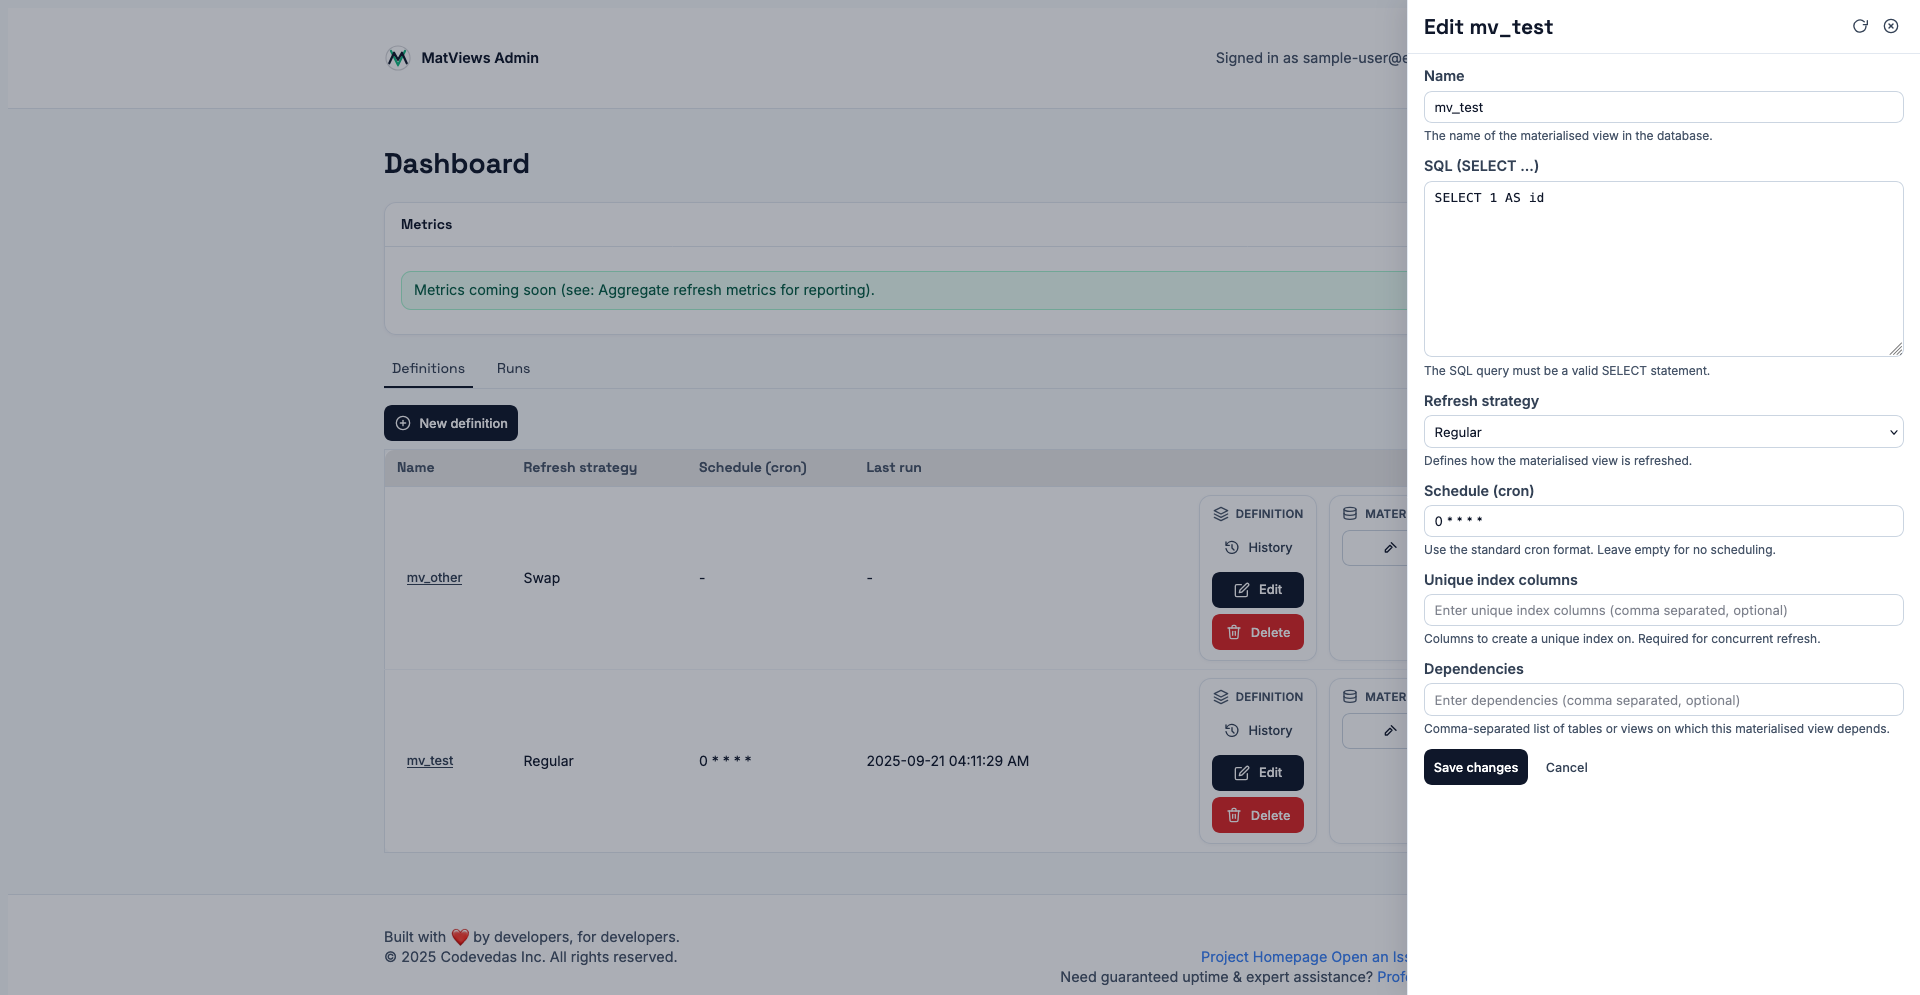 MatViews Admin
Signed in as sample-user@e
Dashboard
Metrics
Metrics coming soon (see: Aggregate refresh metrics for reporting).
Definitions Runs
New definition
Name Refresh strategy Schedule (cron) Last run
mv_other Swap - -
DEFINITION
History
Edit
Delete
MATER
mv_test Regular 0 * * * * 2025-09-21 04:11:29 AM
DEFINITION
History
Edit
Delete
MATER
Built with ❤️ by developers, for developers.
© 2025 Codevedas Inc. All rights reserved.
Project Homepage Open an Iss
Need guaranteed uptime & expert assistance? Profe
Edit mv_test
Name
mv_test
The name of the materialised view in the database.
SQL (SELECT …)
SELECT 1 AS id
The SQL query must be a valid SELECT statement.
Refresh strategy
Regular
Defines how the materialised view is refreshed.
Schedule (cron)
0 * * * *
Use the standard cron format. Leave empty for no scheduling.
Unique index columns
Enter unique index columns (comma separated, optional)
Columns to create a unique index on. Required for concurrent refresh.
Dependencies
Enter dependencies (comma separated, optional)
Comma-separated list of tables or views on which this materialised view depends.
Save changes Cancel